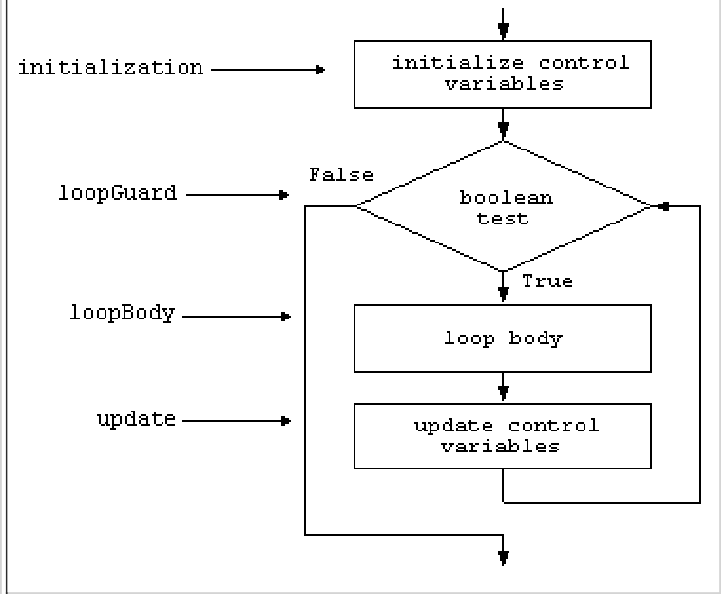 initialization
initialize control
variables
False
loopGuard
boolean
test
True
loopBody
loop body
update
update control
variables